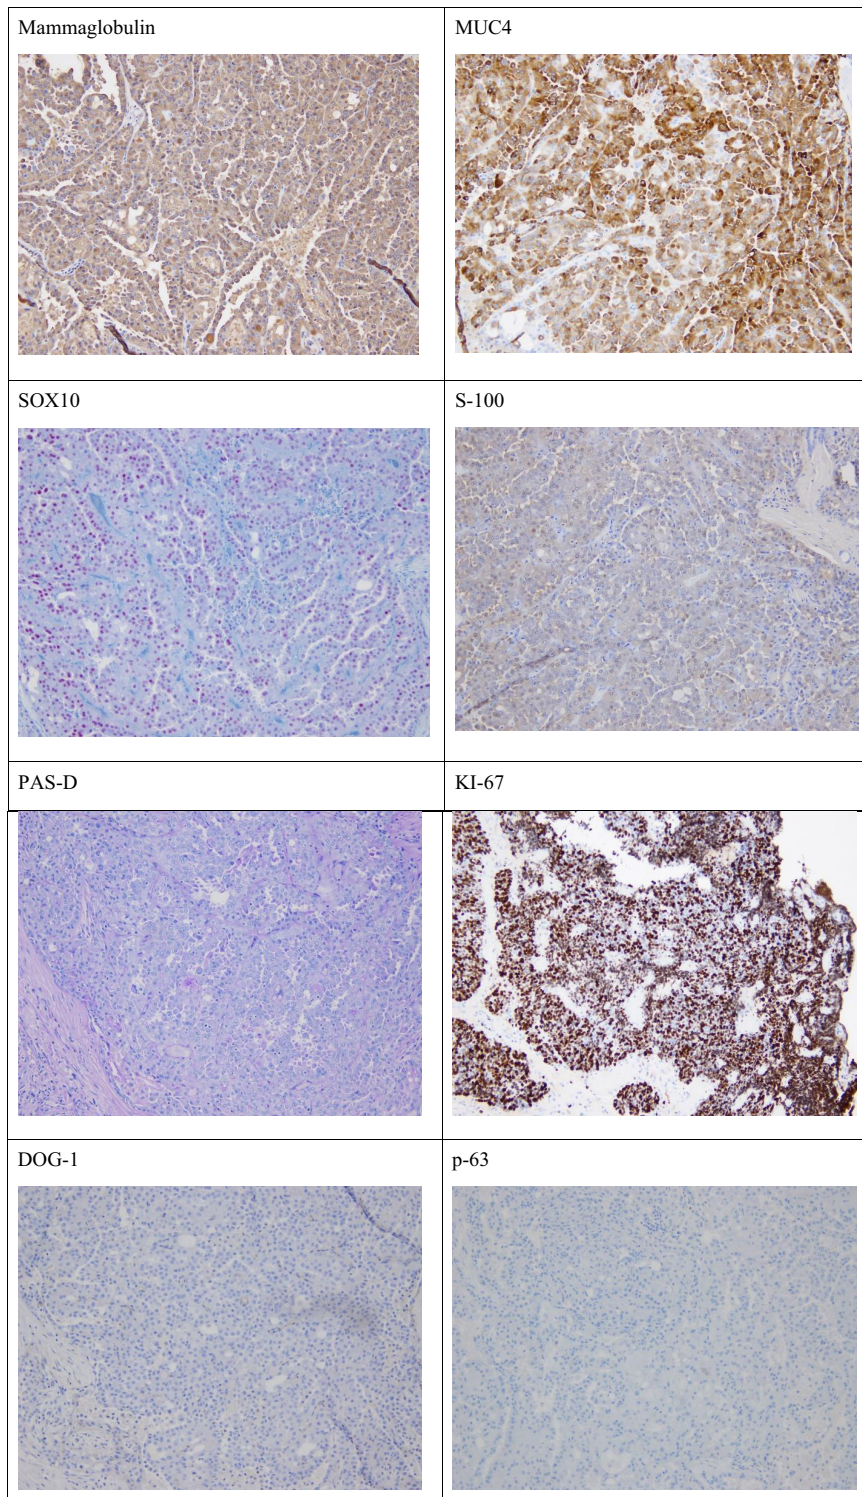 Mammaglobulin
MUC4
SOX10
S-100
PAS-D
KI-67
DOG-1
p-63